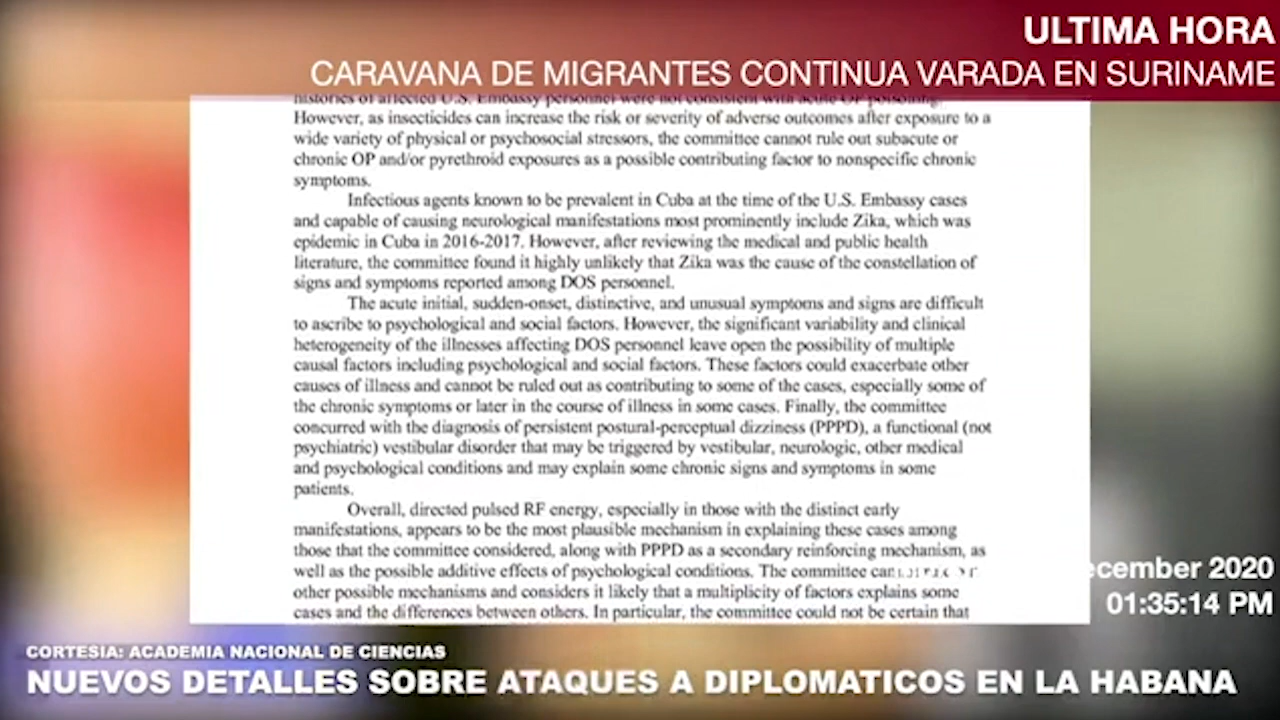 ULTIMA HORA
CARAVANA DE MIGRANTES CONTINUA VARADA EN SURINAME
histories of affected U.S. Embassy personnel were not consistent with acute OP poisoning.
However, as insecticides can increase the risk or severity of adverse outcomes after exposure to a
wide variety of physical or psychosocial stressors, the committee cannot rule out subacute or
chronic OP and/or pyrethroid exposures as a possible contributing factor to nonspecific chronic
symptoms.
Infectious agents known to be prevalent in Cuba at the time of the U.S. Embassy cases
and capable of causing neurological manifestations most prominently include Zika, which was
epidemic in Cuba in 2016-2017. However, after reviewing the medical and public health
literature, the committee found it highly unlikely that Zika was the cause of the constellation of
signs and symptoms reported among DOS personnel.
The acute initial, sudden-onset, distinctive, and unusual symptoms and signs are difficult
to ascribe to psychological and social factors. However, the significant variability and clinical
heterogeneity of the illnesses affecting DOS personnel leave open the possibility of multiple
causal factors including psychological and social factors. These factors could exacerbate other
causes of illness and cannot be ruled out as contributing to some of the cases, especially some of
the chronic symptoms or later in the course of illness in some cases. Finally, the committee
concurred with the diagnosis of persistent postural-perceptual dizziness (PPPD), a functional (not
psychiatric) vestibular disorder that may be triggered by vestibular, neurologic, other medical
and psychological conditions and may explain some chronic signs and symptoms in some
patients.
Overall, directed pulsed RF energy, especially in those with the distinct early
manifestations, appears to be the most plausible mechanism in explaining these cases among
those that the committee considered, along with PPPD as a secondary reinforcing mechanism, as
well as the possible additive effects of psychological conditions. The committee
other possible mechanisms and considers it likely that a multiplicity of factors explains some
cases and the differences between others. In particular, the committee could not be certain that
ecember 2020
01:35:14 PM
CORTESIA: ACADEMIA NACIONAL DE CIENCIAS
NUEVOS DETALLES SOBRE ATAQUES A DIPLOMATICOS EN LA HABANA